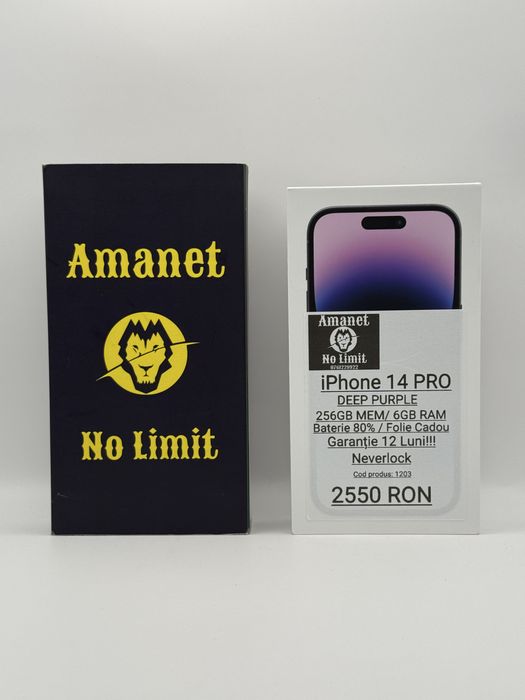 Amanet
No Limit
Amanet
No Limit
0761229922
iPhone 14 PRO
DEEP PURPLE
256GB MEM/ 6GB RAM
Baterie 80% / Folie Cadou
Garanție 12 Luni!!!
Neverlock
Cod produs: 1203
2550 RON